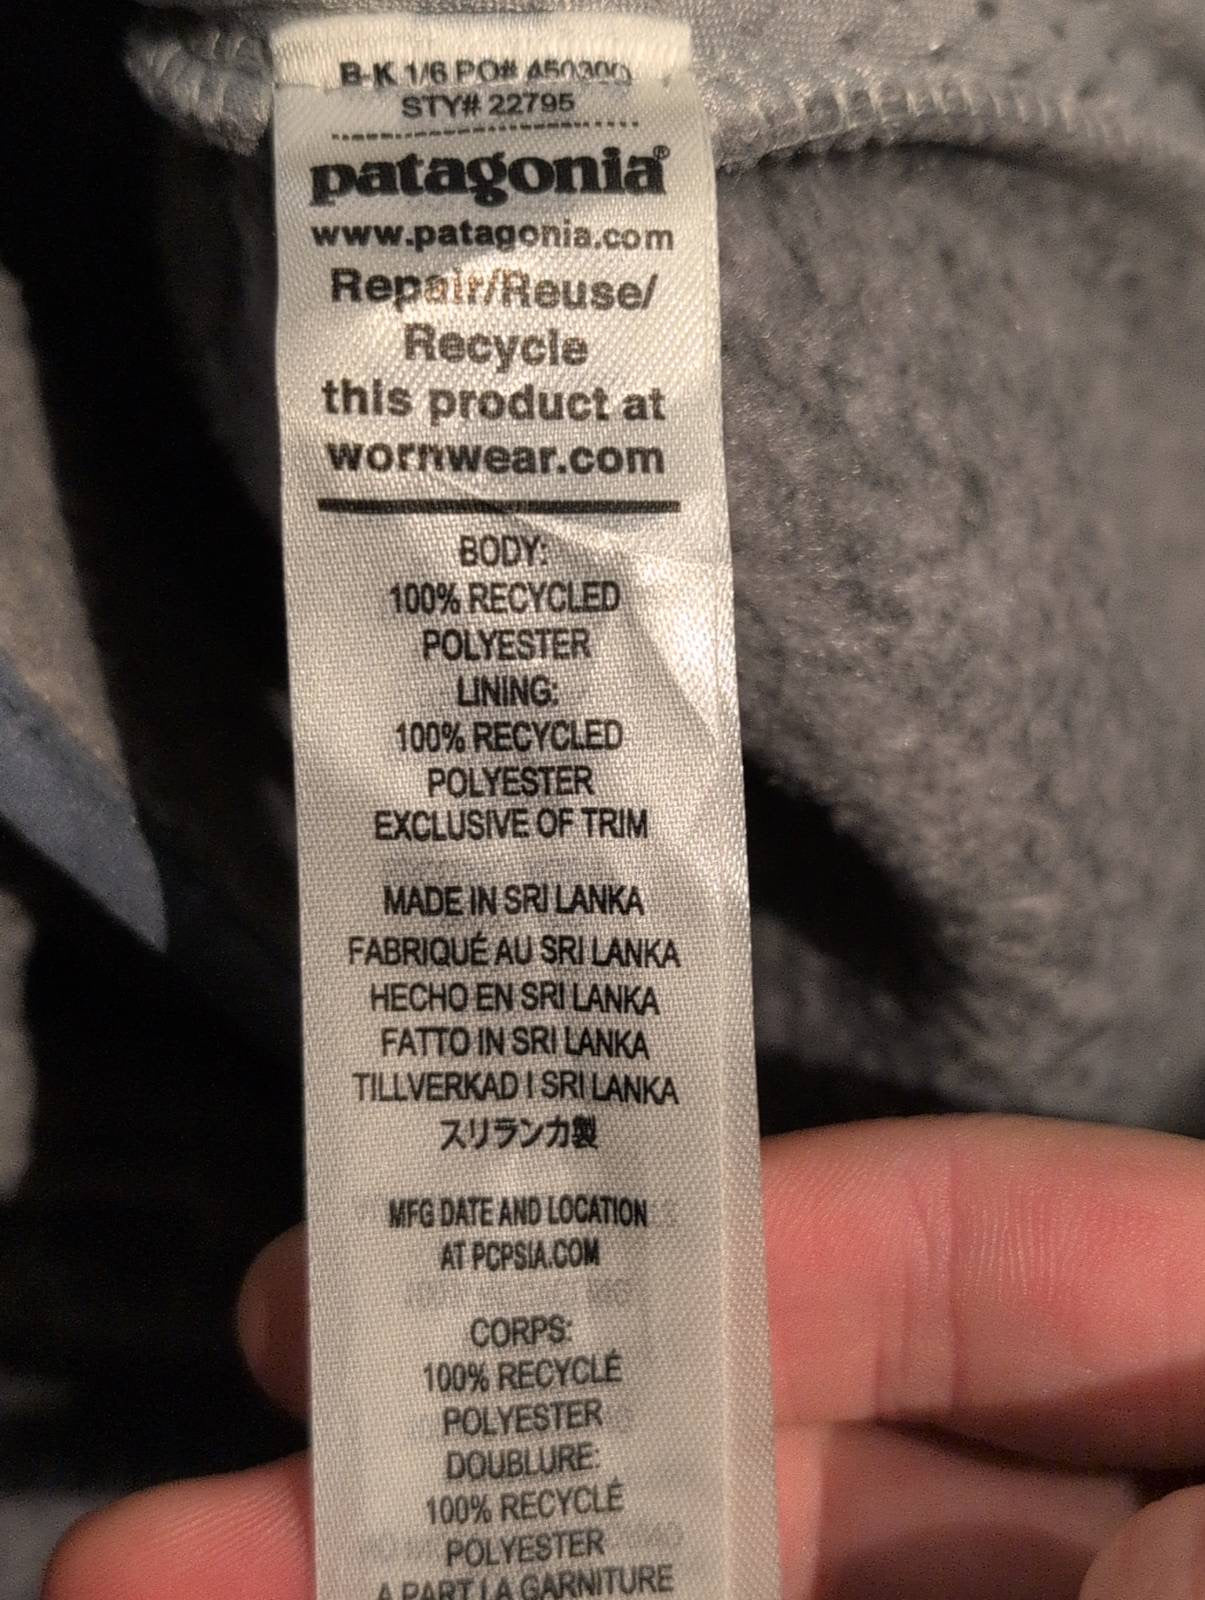 B-K 1/6 PO# 450300
STY# 22795
patagonia®
www.patagonia.com
Repair/Reuse/
Recycle
this product at
wornwear.com
BODY:
100% RECYCLED
POLYESTER
LINING:
100% RECYCLED
POLYESTER
EXCLUSIVE OF TRIM
MADE IN SRI LANKA
FABRIQUÉ AU SRI LANKA
HECHO EN SRI LANKA
FATTO IN SRI LANKA
TILLVERKAD I SRI LANKA
スリランカ製
MFG DATE AND LOCATION
AT PCPSIA.COM
CORPS:
100% RECYCLÉ
POLYESTER
DOUBLURE:
100% RECYCLÉ
POLYESTER
A PART LA GARNITURE